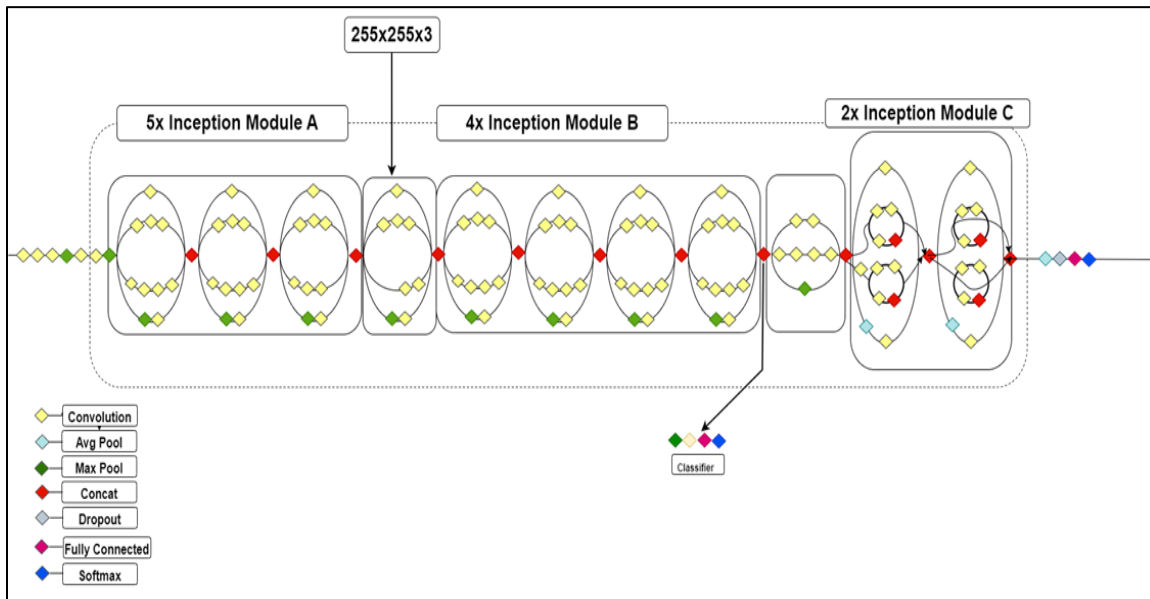 255x255x3
5x Inception Module A
4x Inception Module B
2x Inception Module C
Convolution
Avg Pool
Max Pool
Concat
Dropout
Fully Connected
Softmax
Classifier